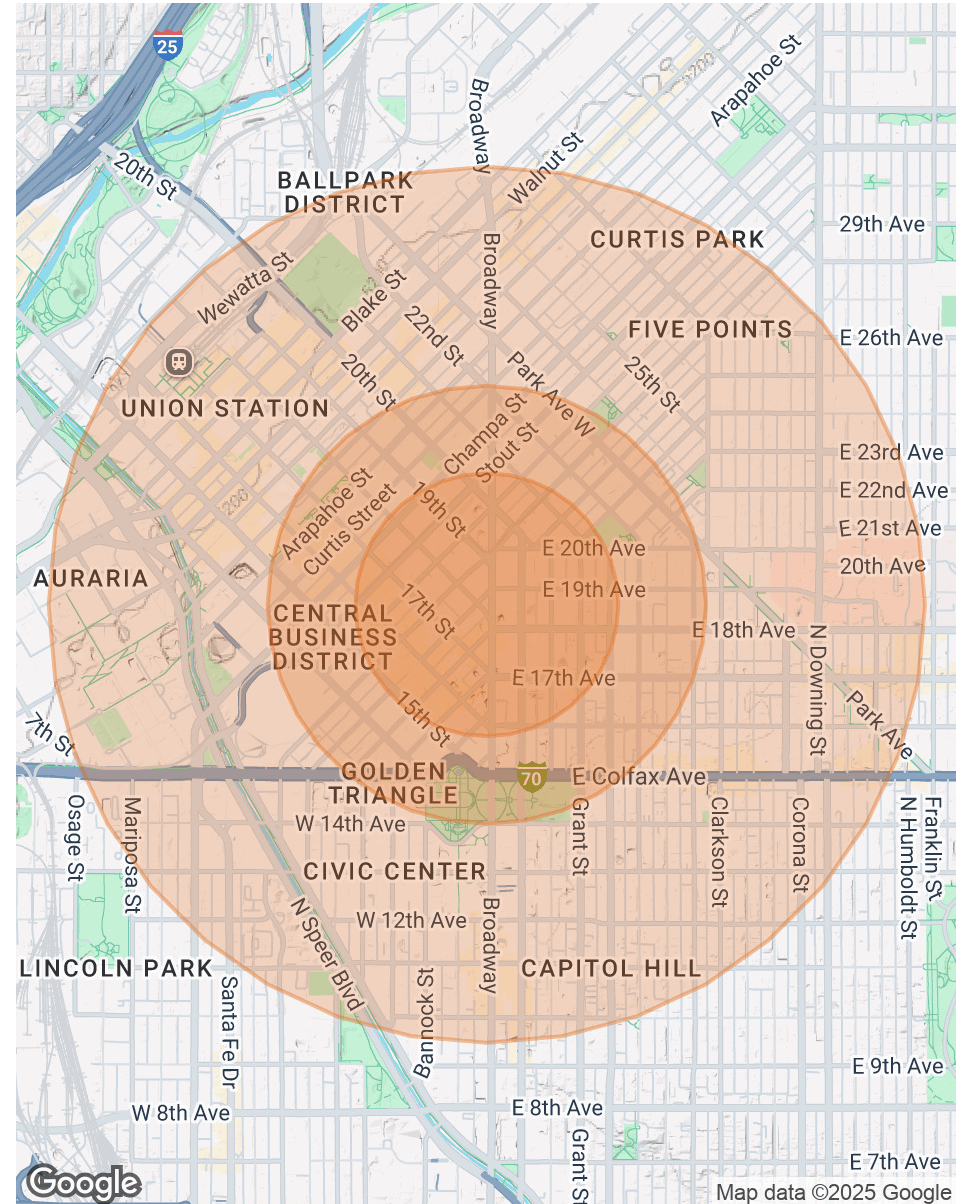 25
Arapahoe St
Broadway
Walnut St
20th St
BALLPARK
DISTRICT
29th Ave
CURTIS PARK
Broadway
Wewatta St
Blake St
FIVE POINTS
E 26th Ave
22nd St
20th St
Park Ave W
25th St
UNION STATION
Champa St
Stout St
E 23rd Ave
E 22nd Ave
Arapahoe St
Curtis Street
19th St
E 21st Ave
E 20th Ave
20th Ave
AURARIA
17th St
E 19th Ave
CENTRAL
BUSINESS
DISTRICT
E 18th Ave
N Downing St
E 17th Ave
15th St
Park Ave
7th St
GOLDEN
TRIANGLE
70
E Colfax Ave
Osage St
Mariposa St
W 14th Ave
Grant St
Clarkson St
Corona St
N Humboldt St
Franklin St
CIVIC CENTER
W 12th Ave
Broadway
N Speer Blvd
LINCOLN PARK
CAPITOL HILL
Santa Fe Dr
Bannock St
E 9th Ave
W 8th Ave
E 8th Ave
Grant St
E 7th Ave
Google
Map data ©2025 Google